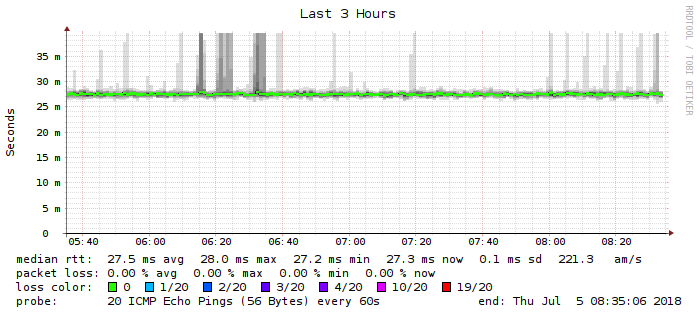 Last 3 Hours
RRDTOOL / TOBI OETIKER
Seconds
35 m
30 m
25 m
20 m
15 m
10 m
5 m
0
05:40 06:00 06:20 06:40 07:00 07:20 07:40 08:00 08:20
median rtt: 27.5 ms avg 28.0 ms max 27.2 ms min 27.3 ms now 0.1 ms sd 221.3 am/s
packet loss: 0.00 % avg 0.00 % max 0.00 % min 0.00 % now
loss color: 0 1/20 2/20 3/20 4/20 10/20 19/20
probe: 20 ICMP Echo Pings (56 Bytes) every 60s end: Thu Jul 5 08:35:06 2018